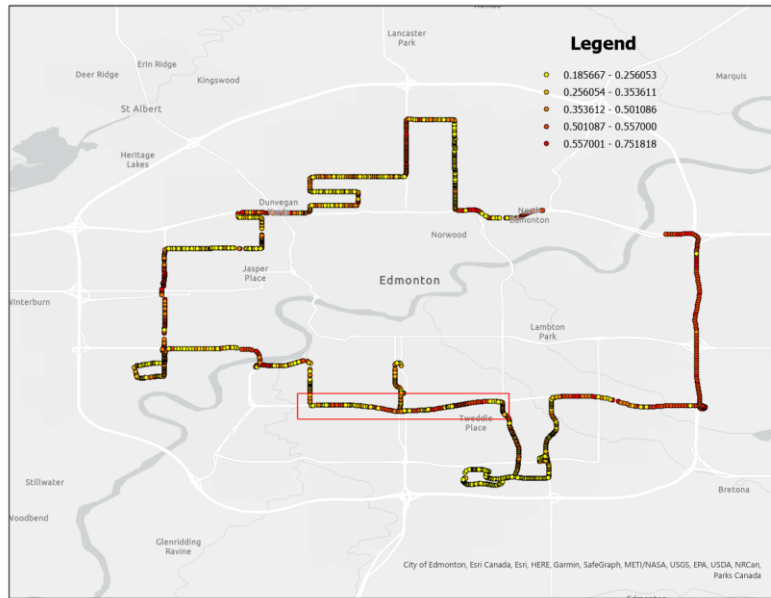 Lancaster
Park
Legend
0.185667 - 0.256053
0.256054 - 0.353611
0.353612 - 0.501086
0.501087 - 0.557000
0.557001 - 0.751818
Erin Ridge
Deer Ridge
Kingswood
Marquis
St Albert
Heritage
Lakes
Dunvegan
North
Edmonton
Norwood
Jasper
Place
Edmonton
Winterburn
Lambton
Park
Tweddle
Place
Stillwater
Bretona
Woodbend
Glenridding
Ravine
City of Edmonton, Esri Canada, Esri, HERE, Garmin, SafeGraph, METI/NASA, USGS, EPA, USDA, NRCan,
Parks Canada